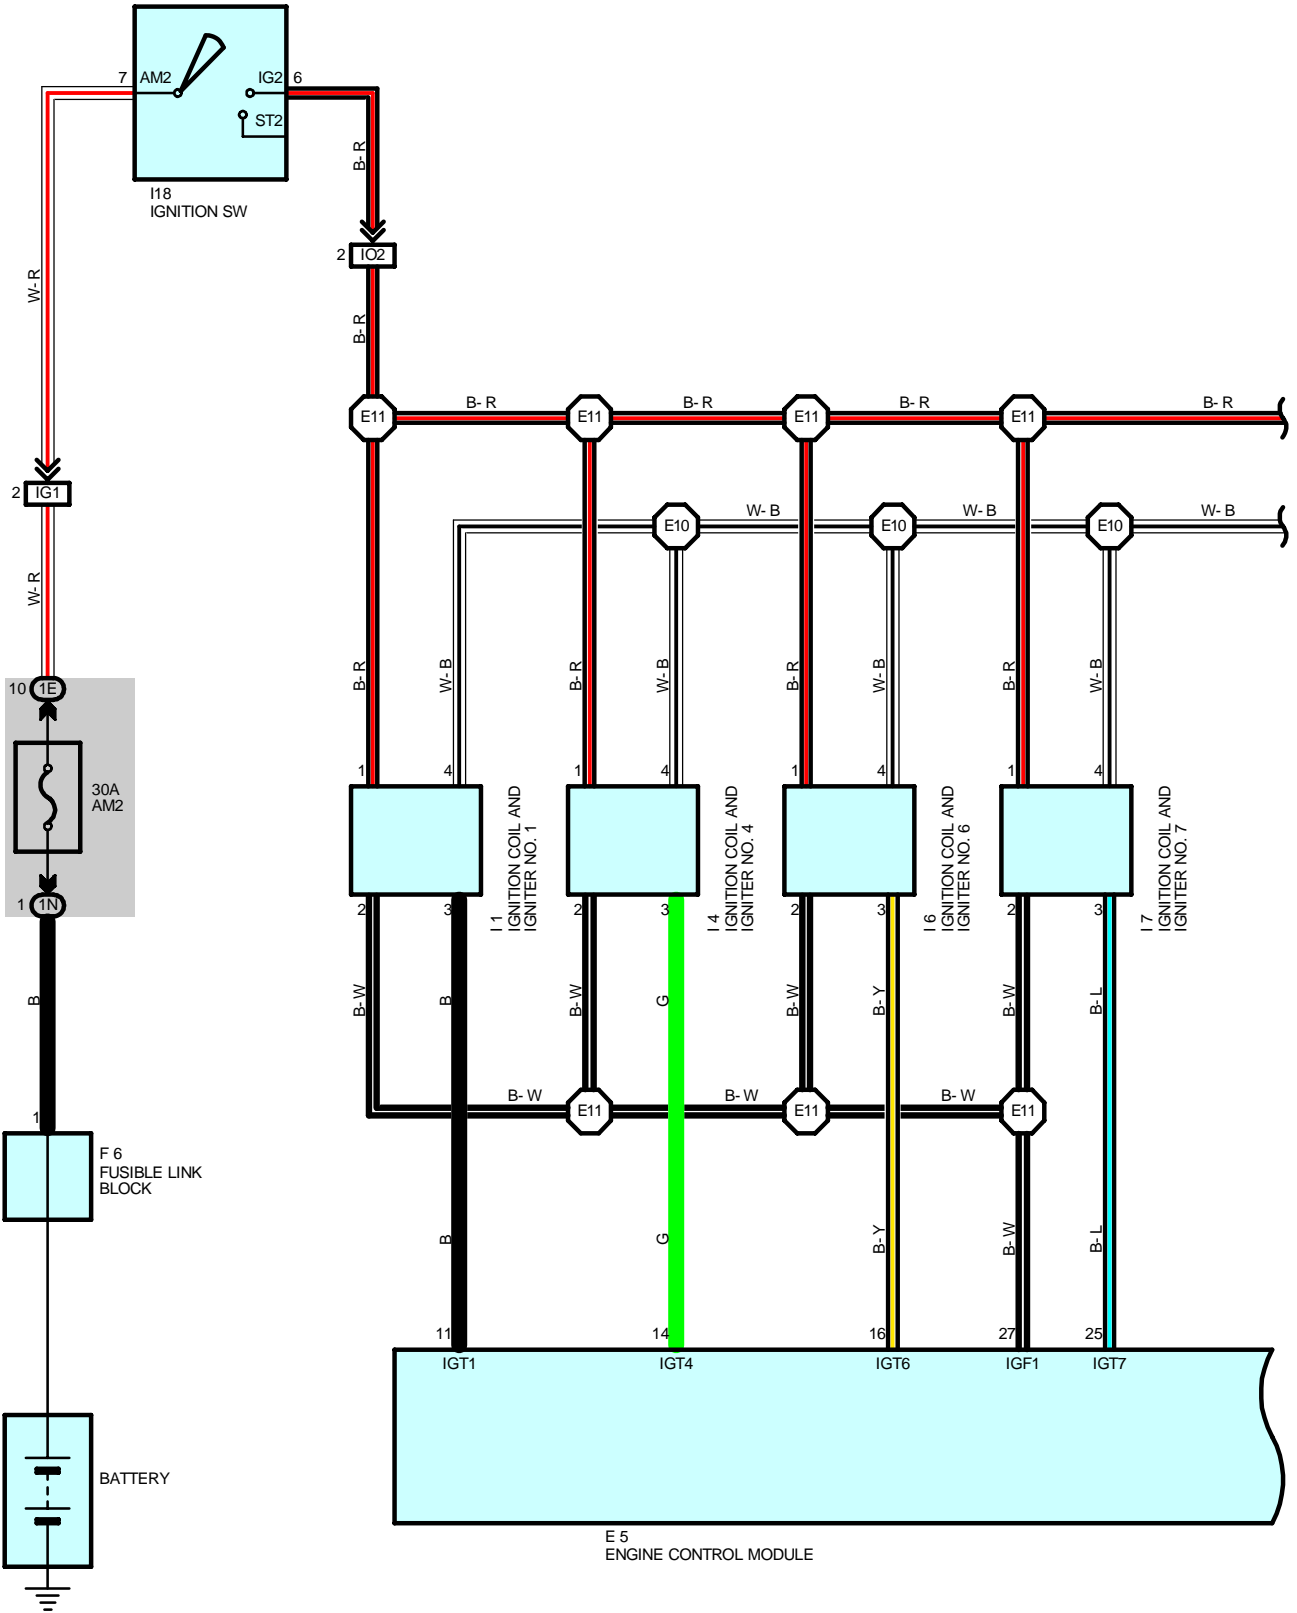 7 AM2 IG2 6
ST2
B- R
I18
IGNITION SW
2 IO2
W- R
B- R
B- R B- R B- R B- R
E11 E11 E11 E11
2 IG1
W- B W- B W- B
E10 E10 E10
W- R
B- R W- B B- R W- B B- R W- B B- R W- B
10 1E
1 4 1 4 1 4 1 4
30A
AM2
I 1
IGNITION COIL AND
IGNITER NO. 1
I 4
IGNITION COIL AND
IGNITER NO. 4
I 6
IGNITION COIL AND
IGNITER NO. 6
I 7
IGNITION COIL AND
IGNITER NO. 7
1 1N
2 3 2 3 2 3 2 3
B
B- W B B- W G B- W B- Y B- W B- L
B- W B- W B- W
E11 E11 E11
1
F 6
FUSIBLE LINK
BLOCK
B G B- Y B- W B- L
11 14 16 27 25
IGT1 IGT4 IGT6 IGF1 IGT7
BATTERY
E 5
ENGINE CONTROL MODULE